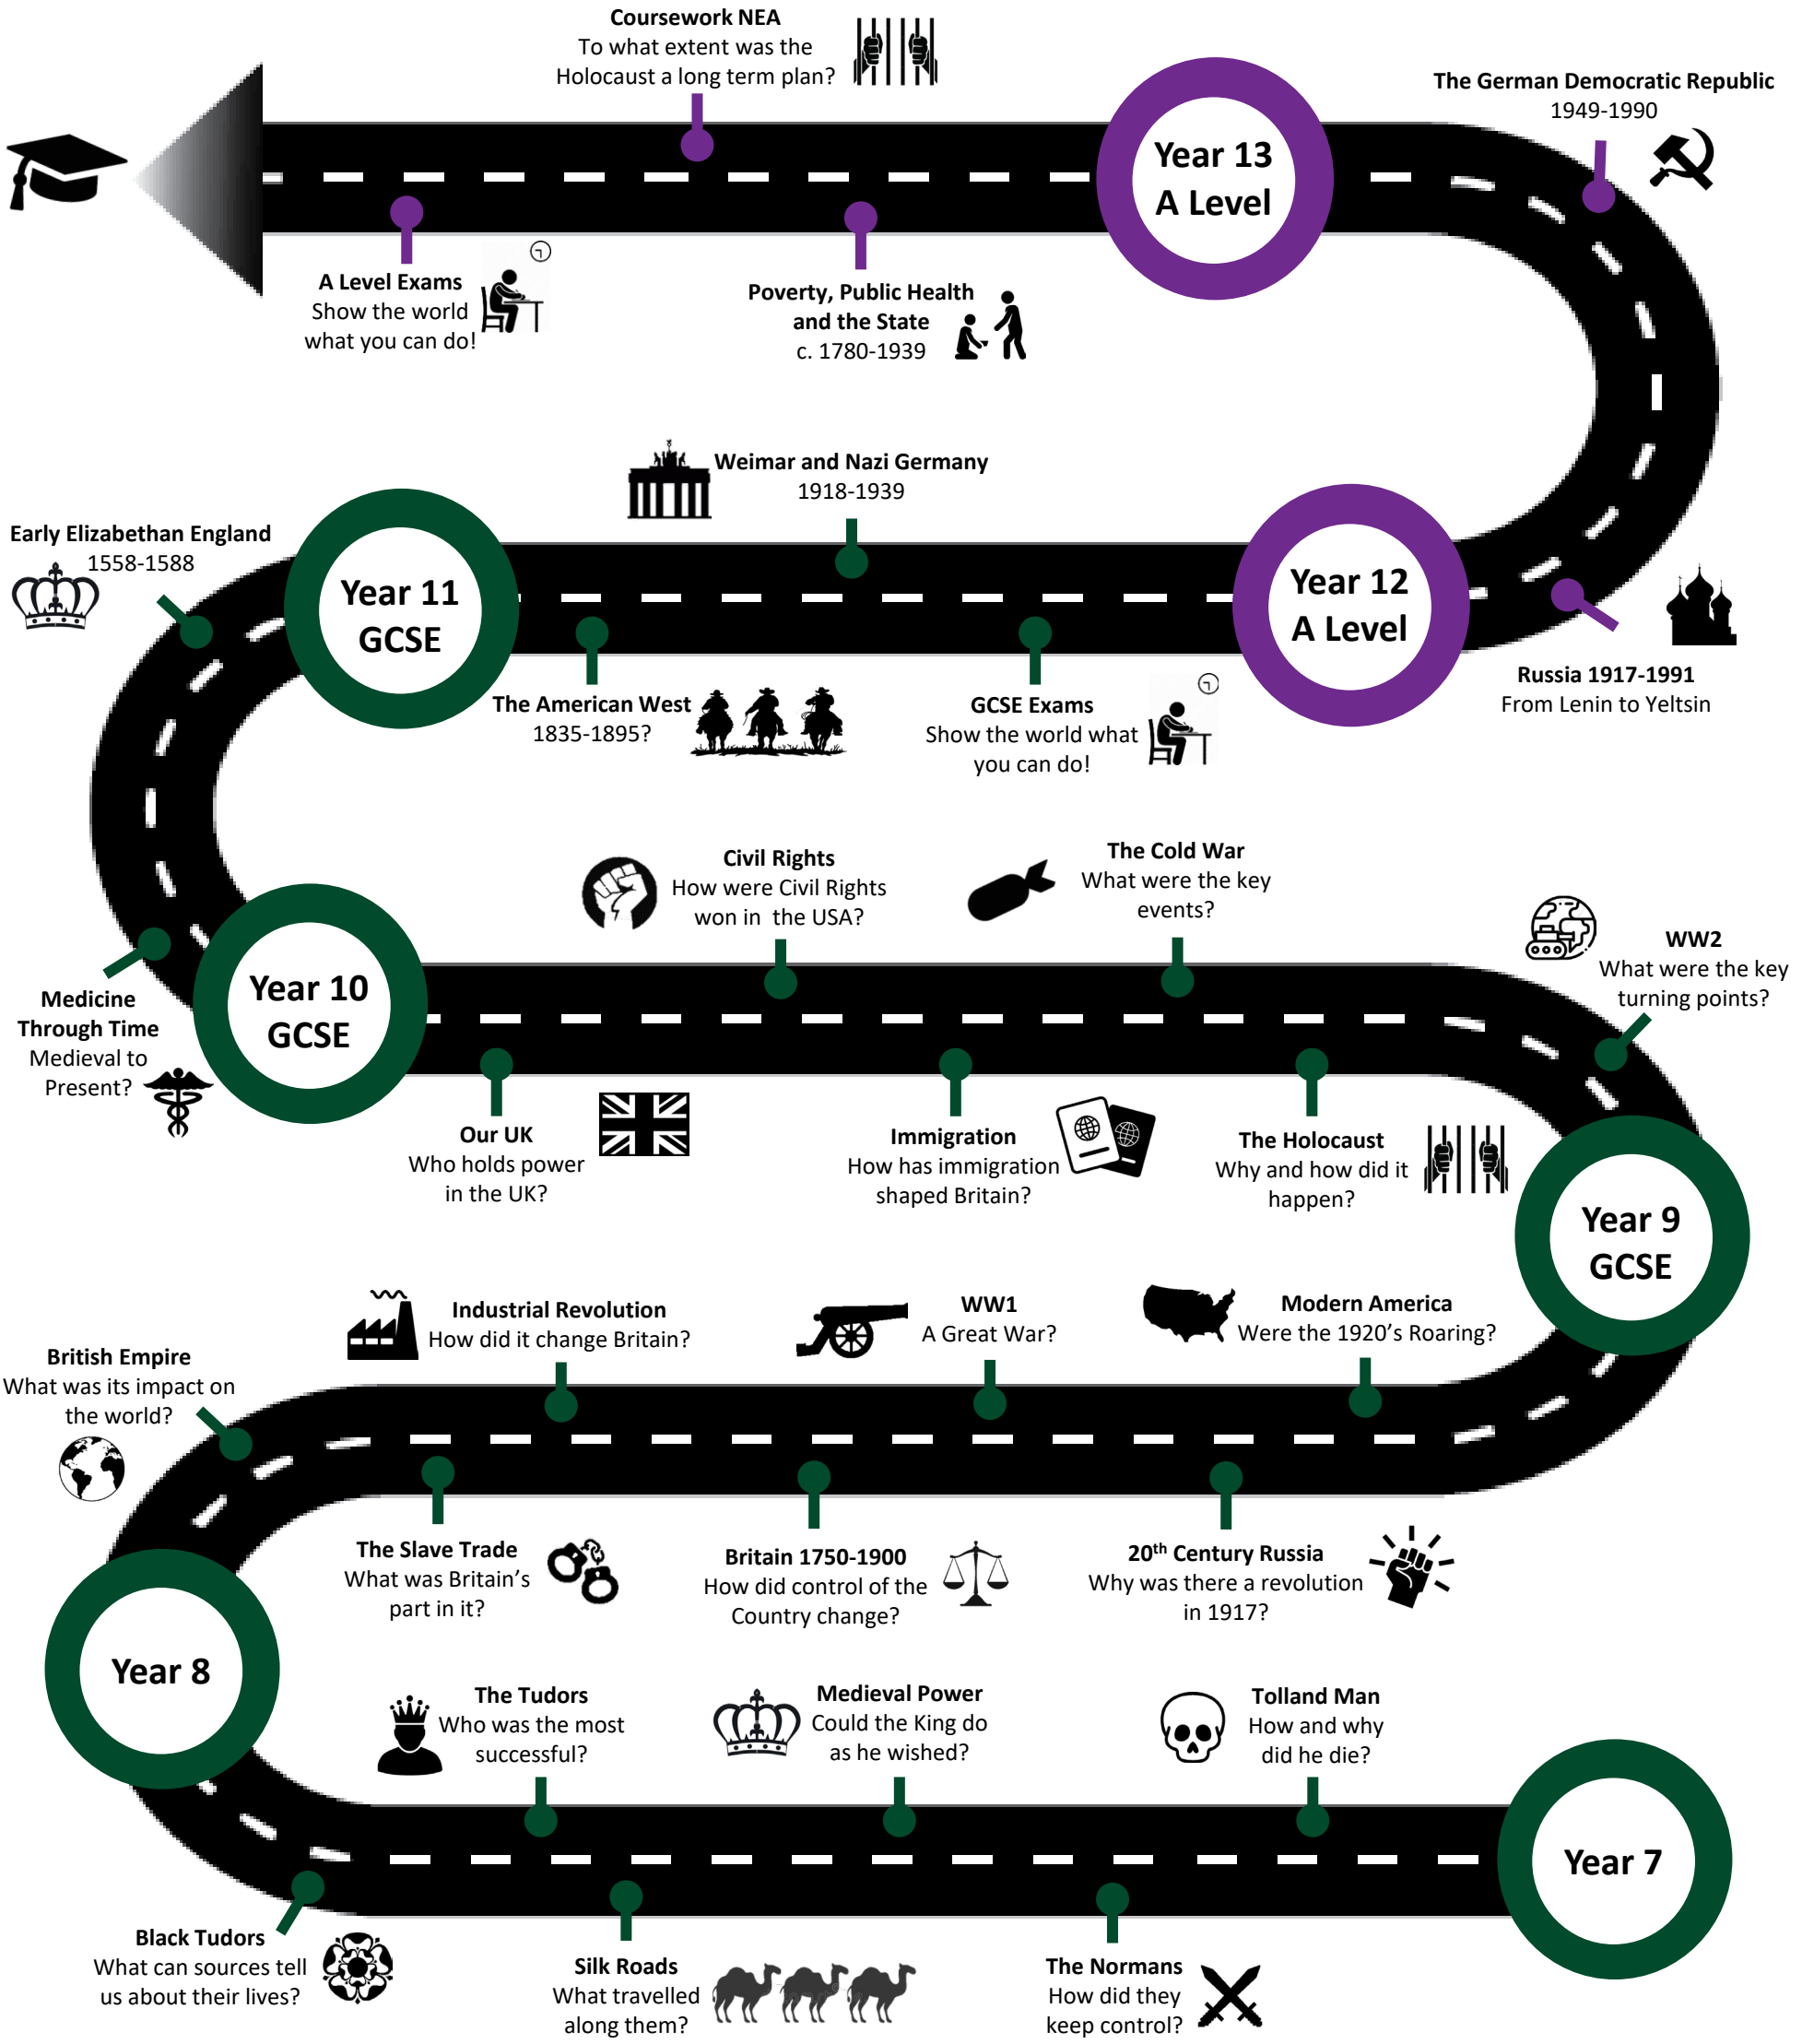 Coursework NEA
To what extent was the
Holocaust a long term plan?
The German Democratic Republic
1949-1990
Year 13
A Level
A Level Exams
Show the world
what you can do!
Poverty, Public Health
and the State
c. 1780-1939
Weimar and Nazi Germany
1918-1939
Early Elizabethan England
1558-1588
Year 11
GCSE
Year 12
A Level
The American West
1835-1895?
GCSE Exams
Show the world what
you can do!
Russia 1917-1991
From Lenin to Yeltsin
Civil Rights
How were Civil Rights
won in the USA?
The Cold War
What were the key
events?
WW2
What were the key
turning points?
Medicine
Through Time
Medieval to
Present?
Year 10
GCSE
Our UK
Who holds power
in the UK?
Immigration
How has immigration
shaped Britain?
The Holocaust
Why and how did it
happen?
Year 9
GCSE
Industrial Revolution
How did it change Britain?
WW1
A Great War?
Modern America
Were the 1920's Roaring?
British Empire
What was its impact on
the world?
The Slave Trade
What was Britain's
part in it?
Britain 1750-1900
How did control of the
Country change?
20th Century Russia
Why was there a revolution
in 1917?
Year 8
The Tudors
Who was the most
successful?
Medieval Power
Could the King do
as he wished?
Tolland Man
How and why
did he die?
Year 7
Black Tudors
What can sources tell
us about their lives?
Silk Roads
What travelled
along them?
The Normans
How did they
keep control?